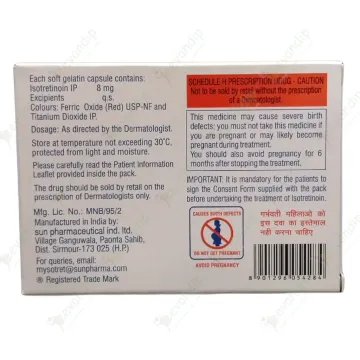 Each soft gelatin capsule contains:
Isotretinoin IP 8 mg
Excipients q.s.
Colours: Ferric Oxide (Red) USP-NF and
Titanium Dioxide IP.
Dosage: As directed by the Dermatologist.
Store at temperature not exceeding 30°C,
protected from light and moisture.
Please carefully read the Patient Information
Leaflet provided inside the pack.
The drug should be sold by retail on the
prescription of Dermatologists only.
Mfg. Lic. No.: MNB/95/2
Manufactured in India by:
sun pharmaceutical ind. ltd.
Village Ganguwala, Paonta Sahib,
Dist. Sirmour-173 025 (H.P.)
For enquiries:
mysotret@sunpharma.com
® Registered Trade Mark
SCHEDULE H PRESCRIPTION DRUG - CAUTION
Not to be sold by retail without the prescription
of a Dermatologist.
This medicine may cause severe birth
defects; you must not take this medicine if
you are pregnant or may likely become
pregnant during treatment.
You should also avoid pregnancy for 6
months after stopping the treatment.
IMPORTANT: It is mandatory for the patients to
sign the Consent Form supplied with the pack
before undertaking the treatment of Isotretinoin.
CAUSES BIRTH DEFECTS
DO NOT GET PREGNANT
AVOID PREGNANCY
गर्भवती महिलाओं को
इस दवा का इस्तेमाल
नहीं करना चाहिए
8901296054284